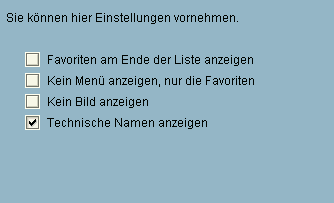 Sie können hier Einstellungen vornehmen.
Favoriten am Ende der Liste anzeigen
Kein Menü anzeigen, nur die Favoriten
Kein Bild anzeigen
Technische Namen anzeigen